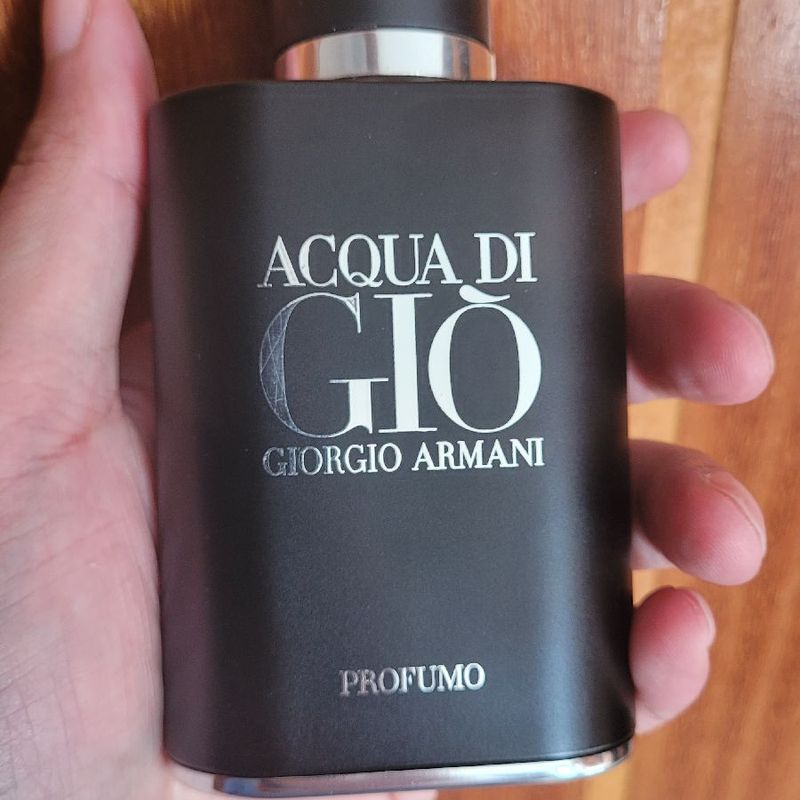 ACQUA DI
GIÒ
GIORGIO ARMANI
PROFUMO